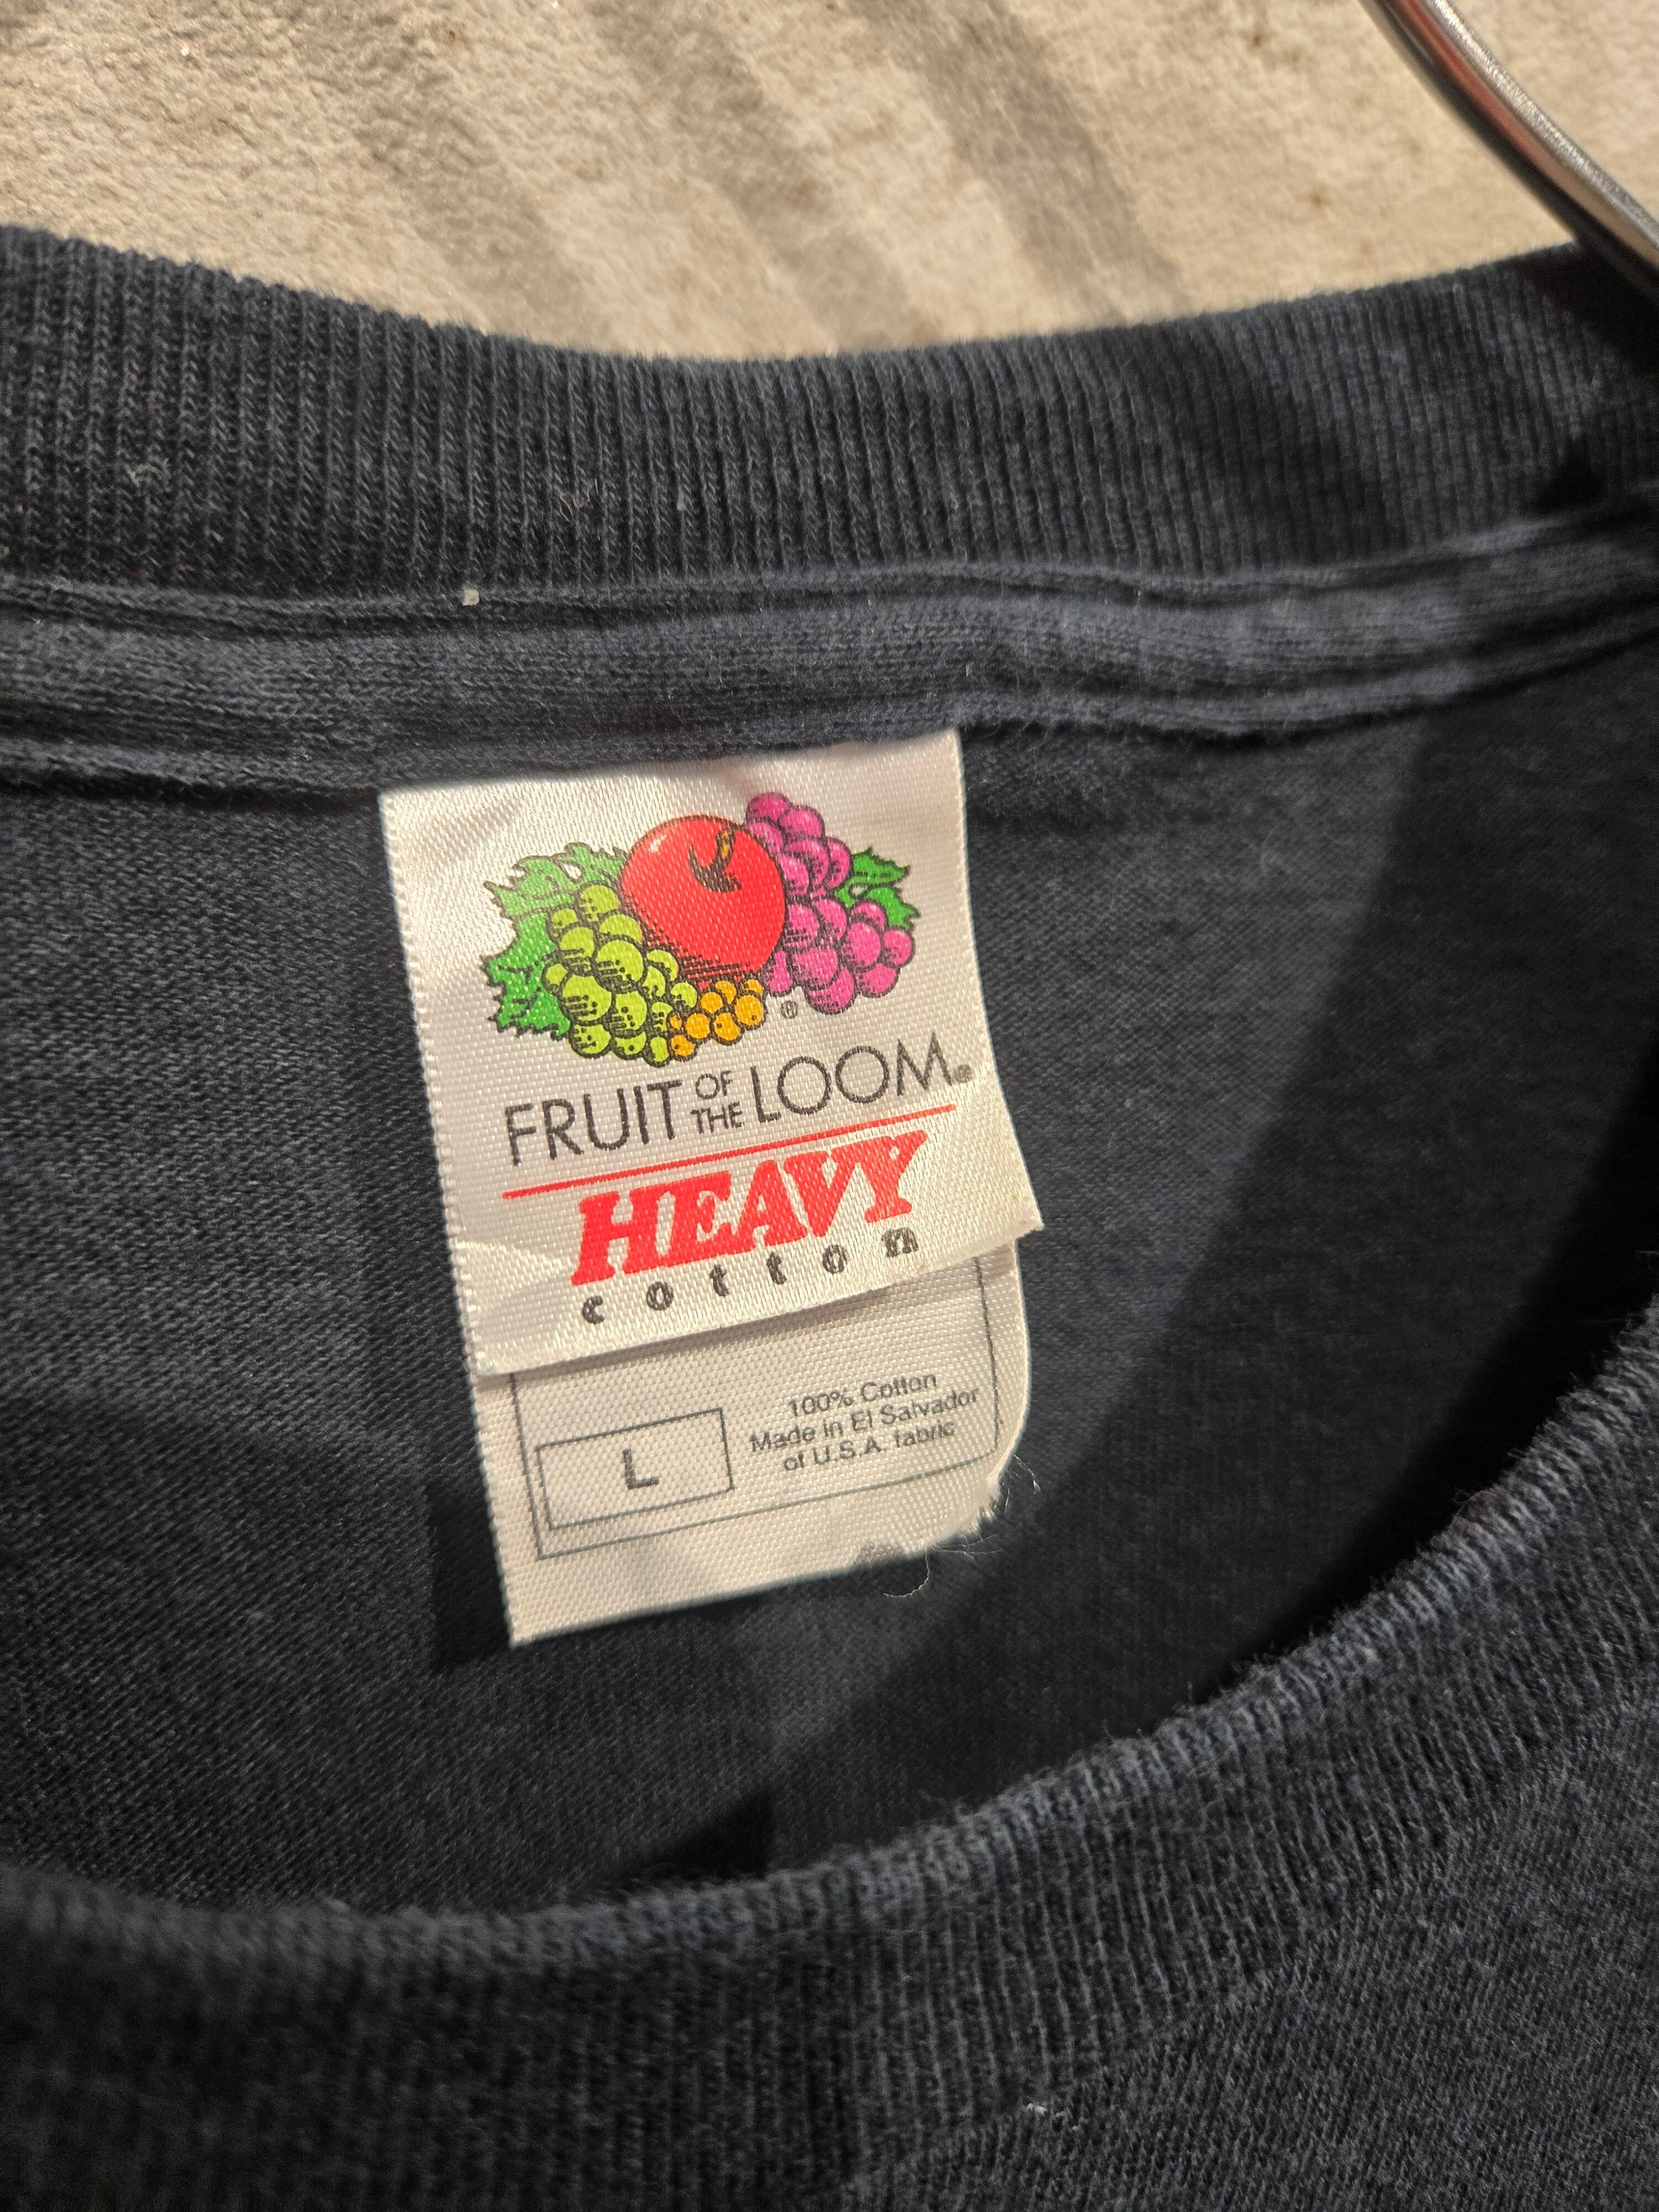 ®
FRUIT OF THE LOOM®
HEAVY
cotton
L
100% Cotton
Made in El Salvador
of U.S.A. fabric